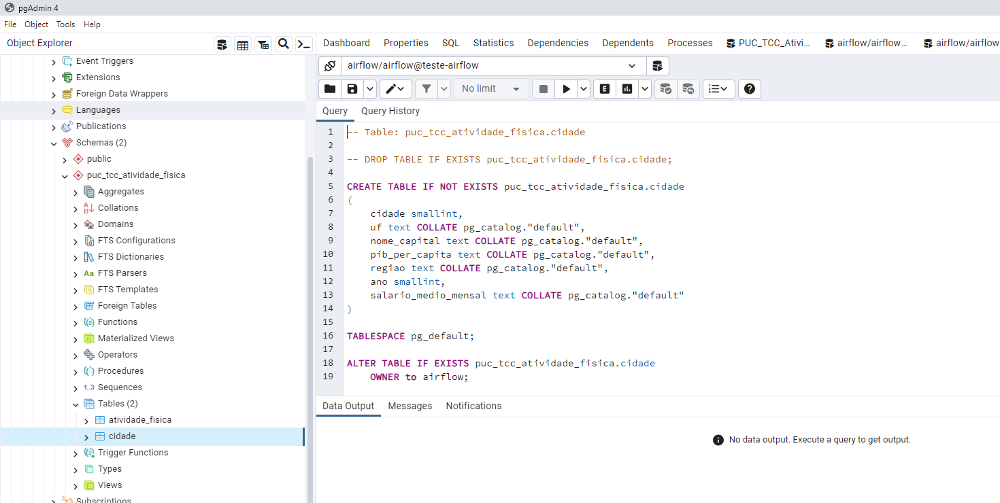 pgAdmin 4
File Object Tools Help
Object Explorer
Event Triggers
Extensions
Foreign Data Wrappers
Languages
Publications
Schemas (2)
public
puc_tcc_atividade_fisica
Aggregates
Collations
Domains
FTS Configurations
FTS Dictionaries
Aa FTS Parsers
FTS Templates
Foreign Tables
Functions
Materialized Views
Operators
Procedures
1..3 Sequences
Tables (2)
atividade_fisica
cidade
Trigger Functions
Types
Views
Subscriptions
Dashboard Properties SQL Statistics Dependencies Dependents Processes PUC_TCC_Ativi... airflow/airflow... airflow/airflow
airflow/airflow@teste-airflow
No limit E
Query Query History
1 -- Table: puc_tcc_atividade_fisica.cidade
2
3 -- DROP TABLE IF EXISTS puc_tcc_atividade_fisica.cidade;
4
5 CREATE TABLE IF NOT EXISTS puc_tcc_atividade_fisica.cidade
6 (
7 cidade smallint,
8 uf text COLLATE pg_catalog."default",
9 nome_capital text COLLATE pg_catalog."default",
10 pib_per_capita text COLLATE pg_catalog."default",
11 regiao text COLLATE pg_catalog."default",
12 ano smallint,
13 salario_medio_mensal text COLLATE pg_catalog."default"
14 )
15
16 TABLESPACE pg_default;
17
18 ALTER TABLE IF EXISTS puc_tcc_atividade_fisica.cidade
19 OWNER to airflow;
Data Output Messages Notifications
No data output. Execute a query to get output.